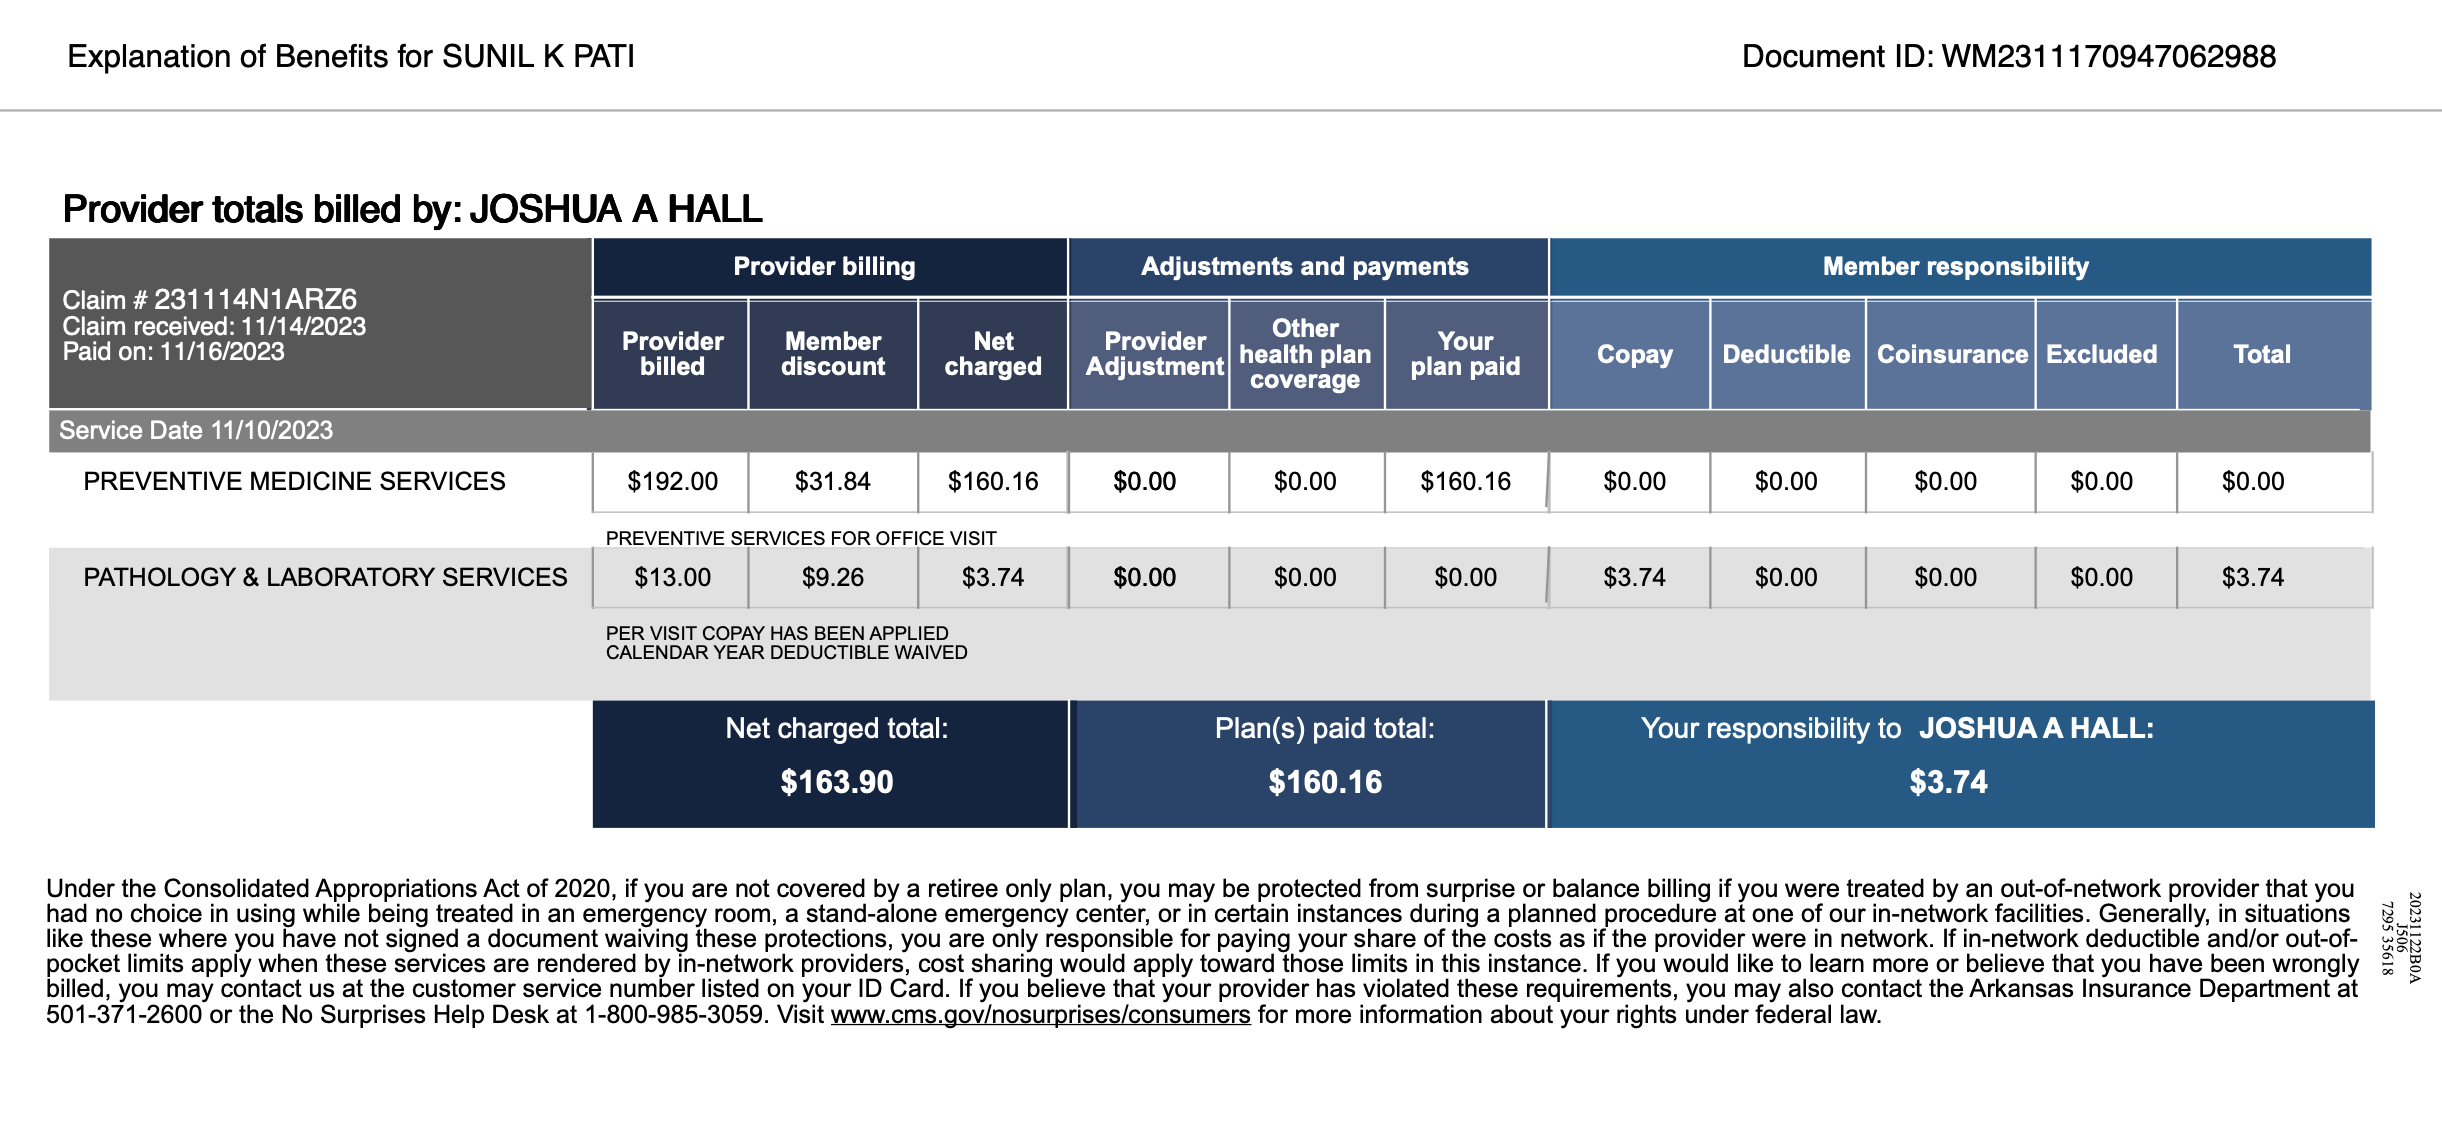 Explanation of Benefits for SUNIL K PATI
Document ID: WM2311170947062988
Provider totals billed by: JOSHUA A HALL
Claim # 231114N1ARZ6
Claim received: 11/14/2023
Paid on: 11/16/2023
Provider billing
Adjustments and payments
Member responsibility
Provider billed
Member discount
Net charged
Provider Adjustment
Other health plan coverage
Your plan paid
Copay
Deductible
Coinsurance
Excluded
Total
Service Date 11/10/2023
PREVENTIVE MEDICINE SERVICES $192.00 $31.84 $160.16 $0.00 $0.00 $160.16 $0.00 $0.00 $0.00 $0.00 $0.00
PREVENTIVE SERVICES FOR OFFICE VISIT
PATHOLOGY & LABORATORY SERVICES $13.00 $9.26 $3.74 $0.00 $0.00 $0.00 $3.74 $0.00 $0.00 $0.00 $3.74
PER VISIT COPAY HAS BEEN APPLIED
CALENDAR YEAR DEDUCTIBLE WAIVED
Net charged total:
$163.90
Plan(s) paid total:
$160.16
Your responsibility to JOSHUA A HALL:
$3.74
Under the Consolidated Appropriations Act of 2020, if you are not covered by a retiree only plan, you may be protected from surprise or balance billing if you were treated by an out-of-network provider that you
had no choice in using while being treated in an emergency room, a stand-alone emergency center, or in certain instances during a planned procedure at one of our in-network facilities. Generally, in situations
like these where you have not signed a document waiving these protections, you are only responsible for paying your share of the costs as if the provider were in network. If in-network deductible and/or out-of-
pocket limits apply when these services are rendered by in-network providers, cost sharing would apply toward those limits in this instance. If you would like to learn more or believe that you have been wrongly
billed, you may contact us at the customer service number listed on your ID Card. If you believe that your provider has violated these requirements, you may also contact the Arkansas Insurance Department at
501-371-2600 or the No Surprises Help Desk at 1-800-985-3059. Visit www.cms.gov/nosurprises/consumers for more information about your rights under federal law.
20231122B0A
J506
7295 35618